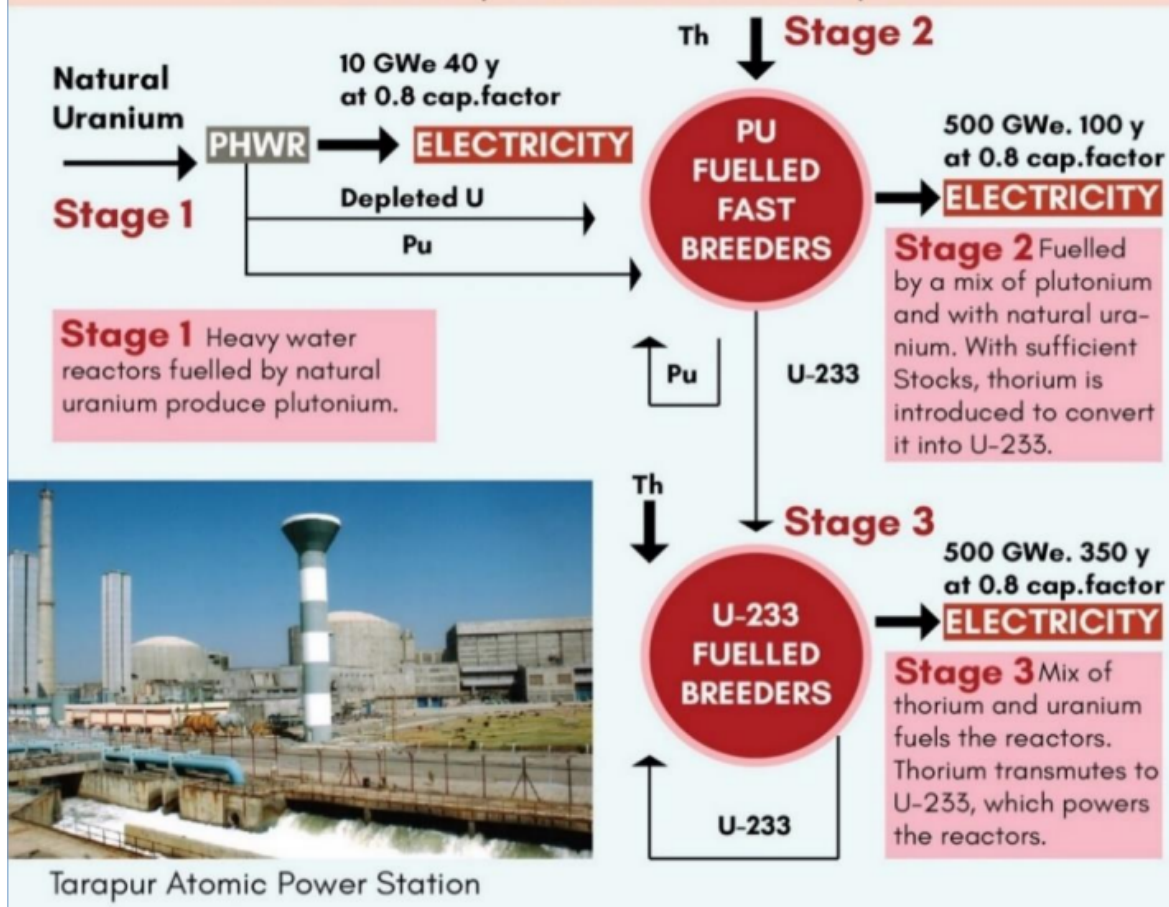 Natural
Uranium
Stage 1
PHWR
10 GWe 40 y
at 0.8 cap.factor
ELECTRICITY
Depleted U
Pu
Stage 1 Heavy water
reactors fuelled by natural
uranium produce plutonium.
Th
Stage 2
PU
FUELLED
FAST
BREEDERS
500 GWe. 100 y
at 0.8 cap.factor
ELECTRICITY
Stage 2 Fuelled
by a mix of plutonium
and with natural ura-
nium. With sufficient
Stocks, thorium is
introduced to convert
it into U-233.
Pu
U-233
Th
Stage 3
U-233
FUELLED
BREEDERS
500 GWe. 350 y
at 0.8 cap.factor
ELECTRICITY
Stage 3 Mix of
thorium and uranium
fuels the reactors.
Thorium transmutes to
U-233, which powers
the reactors.
U-233
Tarapur Atomic Power Station